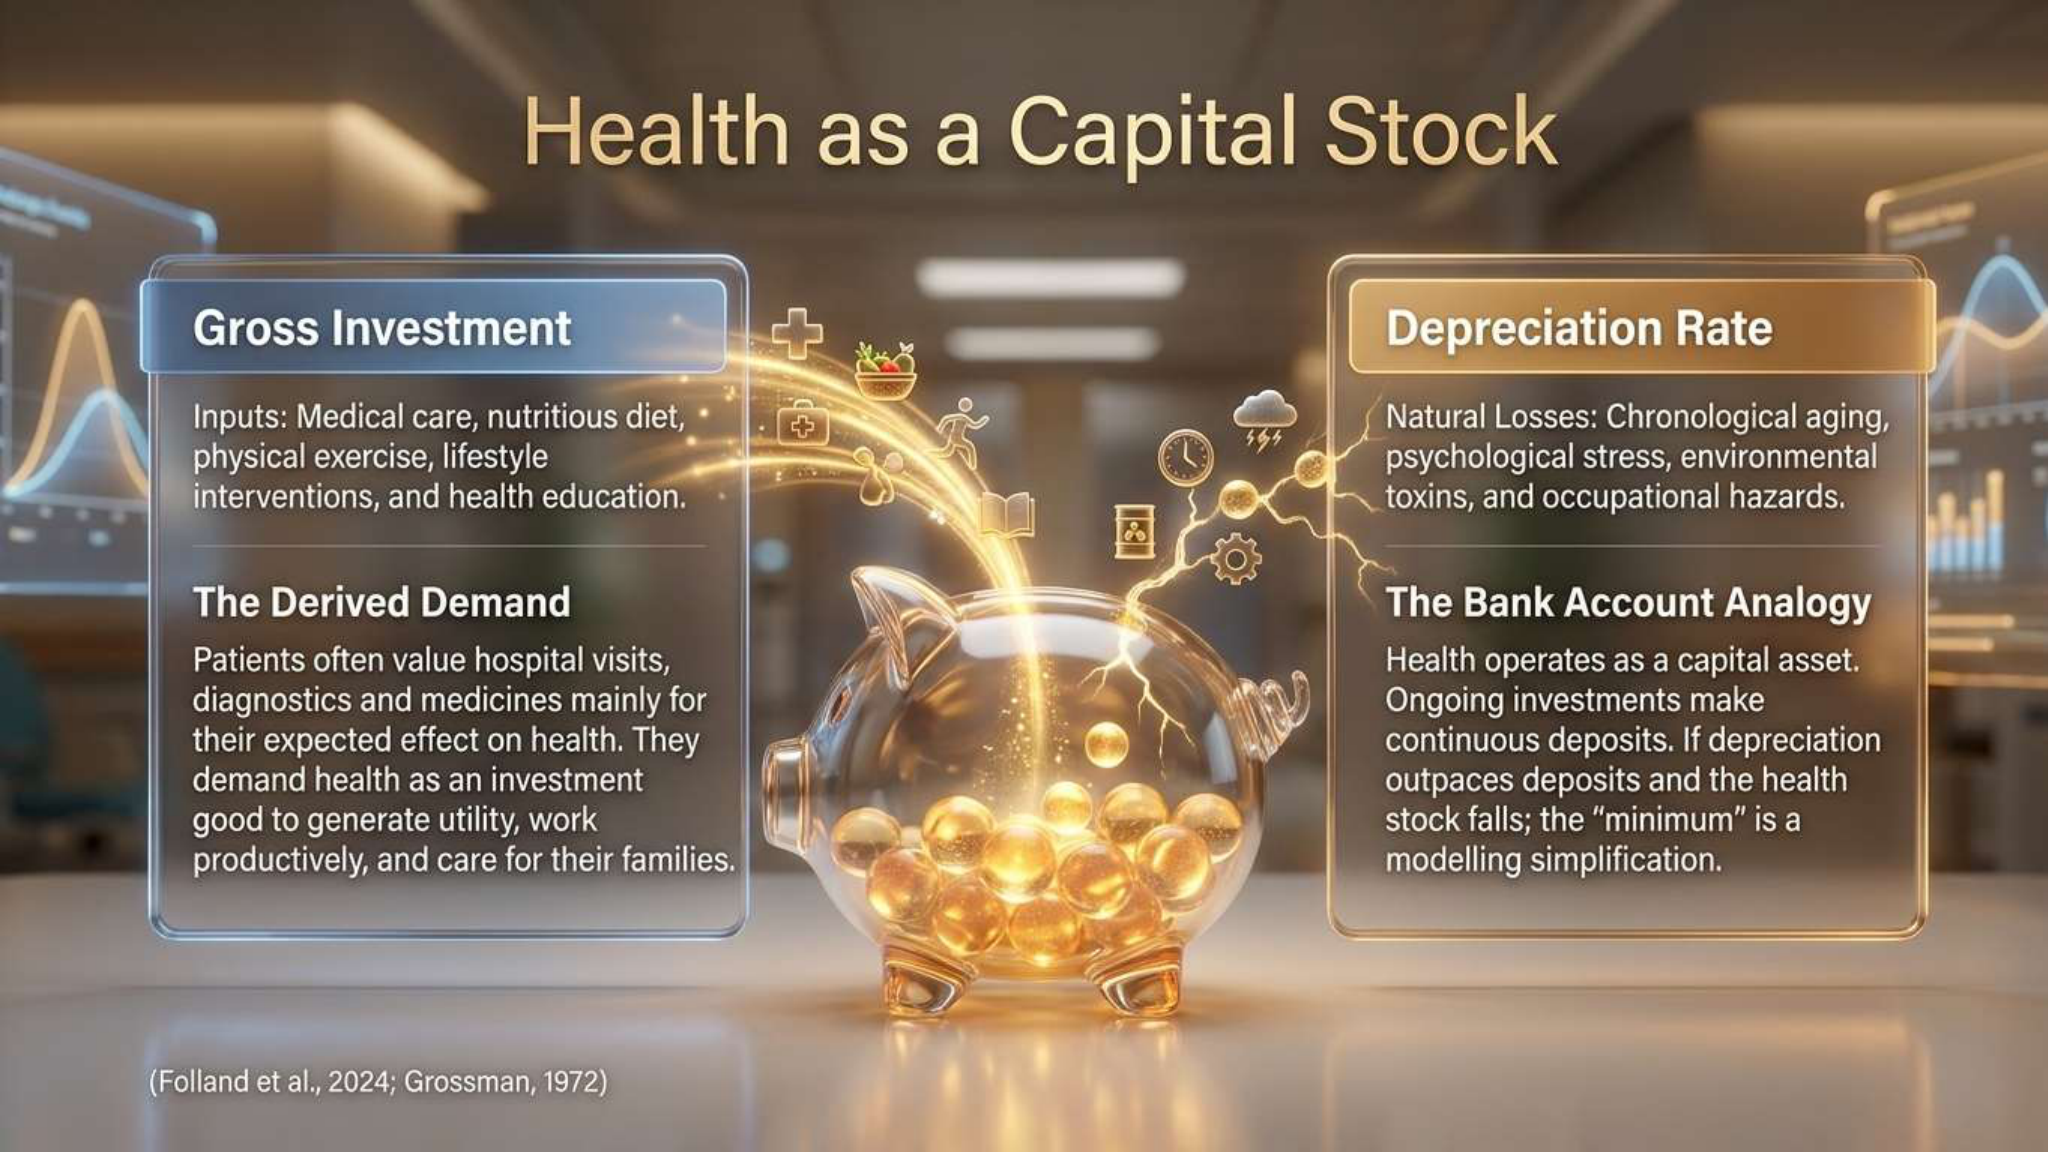 Health as a Capital Stock
Gross Investment
Inputs: Medical care, nutritious diet,
physical exercise, lifestyle
interventions, and health education.
The Derived Demand
Patients often value hospital visits,
diagnostics and medicines mainly for
their expected effect on health. They
demand health as an investment
good to generate utility, work
productively, and care for their families.
Depreciation Rate
Natural Losses: Chronological aging,
psychological stress, environmental
toxins, and occupational hazards.
The Bank Account Analogy
Health operates as a capital asset.
Ongoing investments make
continuous deposits. If depreciation
outpaces deposits and the health
stock falls; the “minimum” is a
modelling simplification.
(Folland et al., 2024; Grossman, 1972)